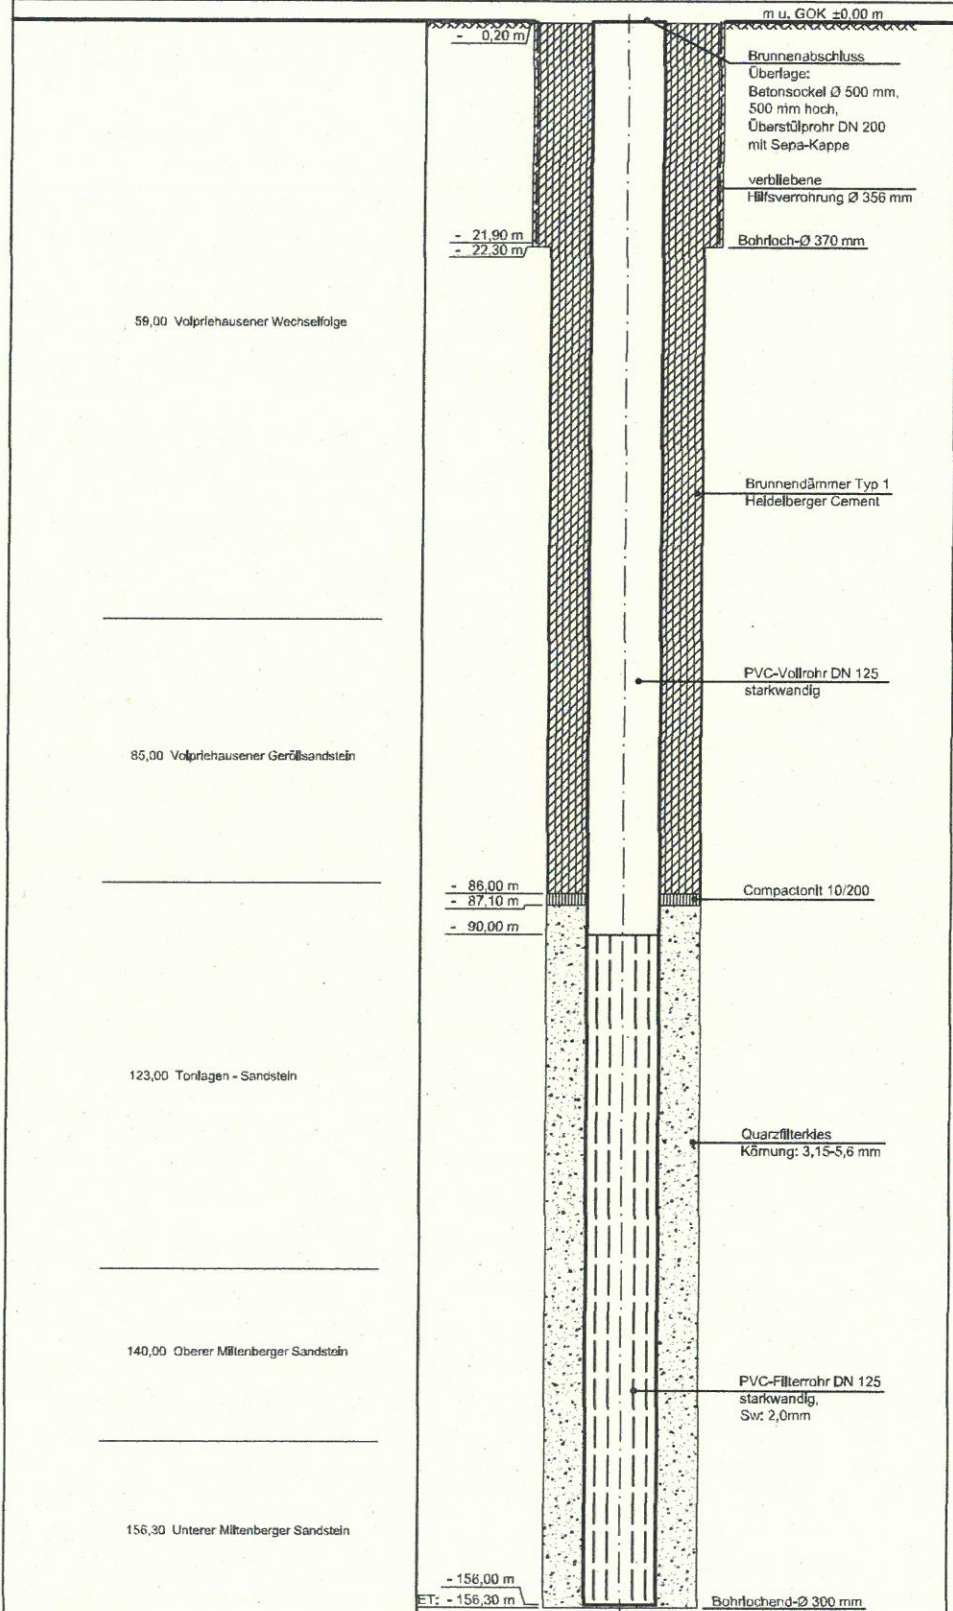 m u. GOK ±0,00 m
- 0,20 m
Brunnenabschluss
Überlage:
Betonsockel Ø 500 mm,
500 mm hoch,
Überstülprohr DN 200
mit Seba-Kappe
verbliebene
Hilfsverrohrung Ø 356 mm
- 21,90 m
- 22,30 m
Bohrloch-Ø 370 mm
59,00 Volpriehausener Wechselfolge
Brunnendämmer Typ 1
Heidelberger Cement
PVC-Vollrohr DN 125
starkwandig
85,00 Volpriehausener Geröllsandstein
- 86,00 m
- 87,10 m
- 90,00 m
Compactonit 10/200
123,00 Tonlagen - Sandstein
Quarzfilterkies
Körnung: 3,15-5,6 mm
140,00 Oberer Miltenberger Sandstein
PVC-Filterrohr DN 125
starkwandig,
Sw: 2,0mm
156,30 Unterer Miltenberger Sandstein
- 156,00 m
ET: - 156,30 m
Bohrlochend-Ø 300 mm